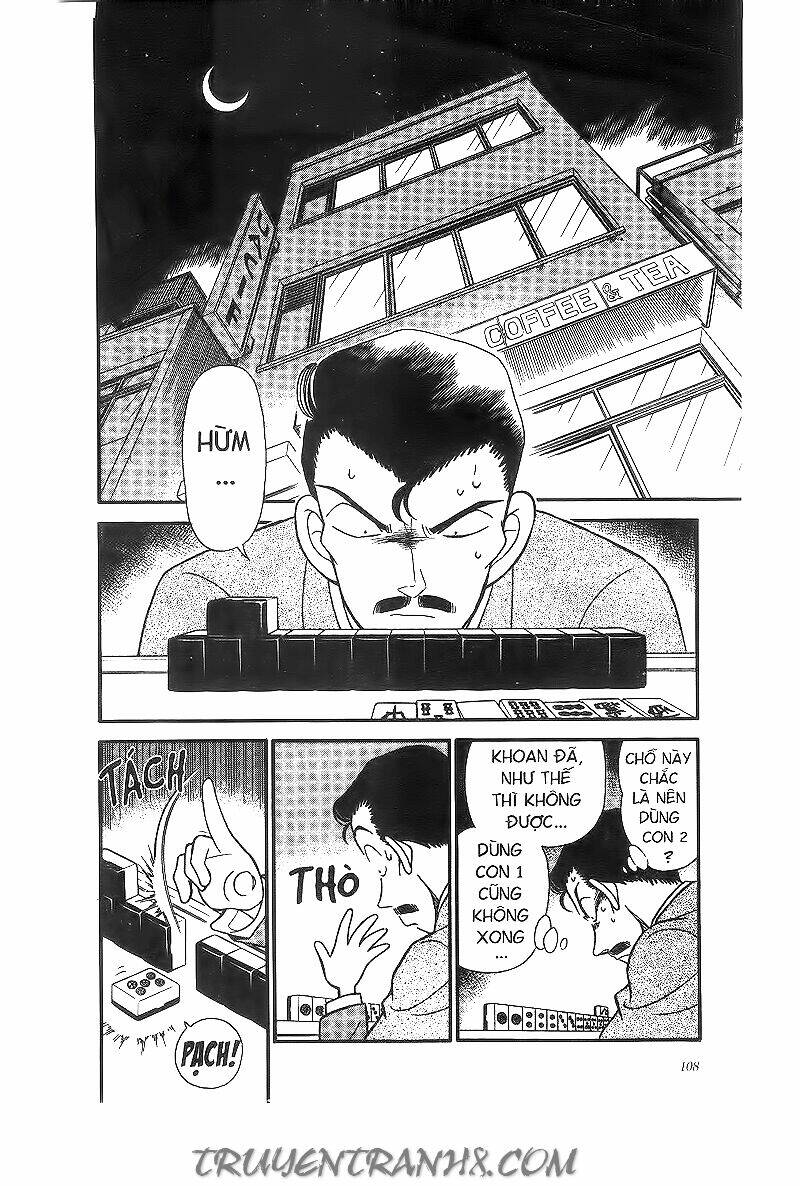 COFFEE & TEA
HỪM
...
CHỖ NÀY
CHẮC
LÀ NÊN
DÙNG
CON 2
?
KHOAN ĐÃ,
NHƯ THẾ
THÌ KHÔNG
ĐƯỢC...
DÙNG
CON 1
CŨNG
KHÔNG
XONG
...
THÒ
TÁCH
PẠCH!
108
TRUYENTRANH8.COM